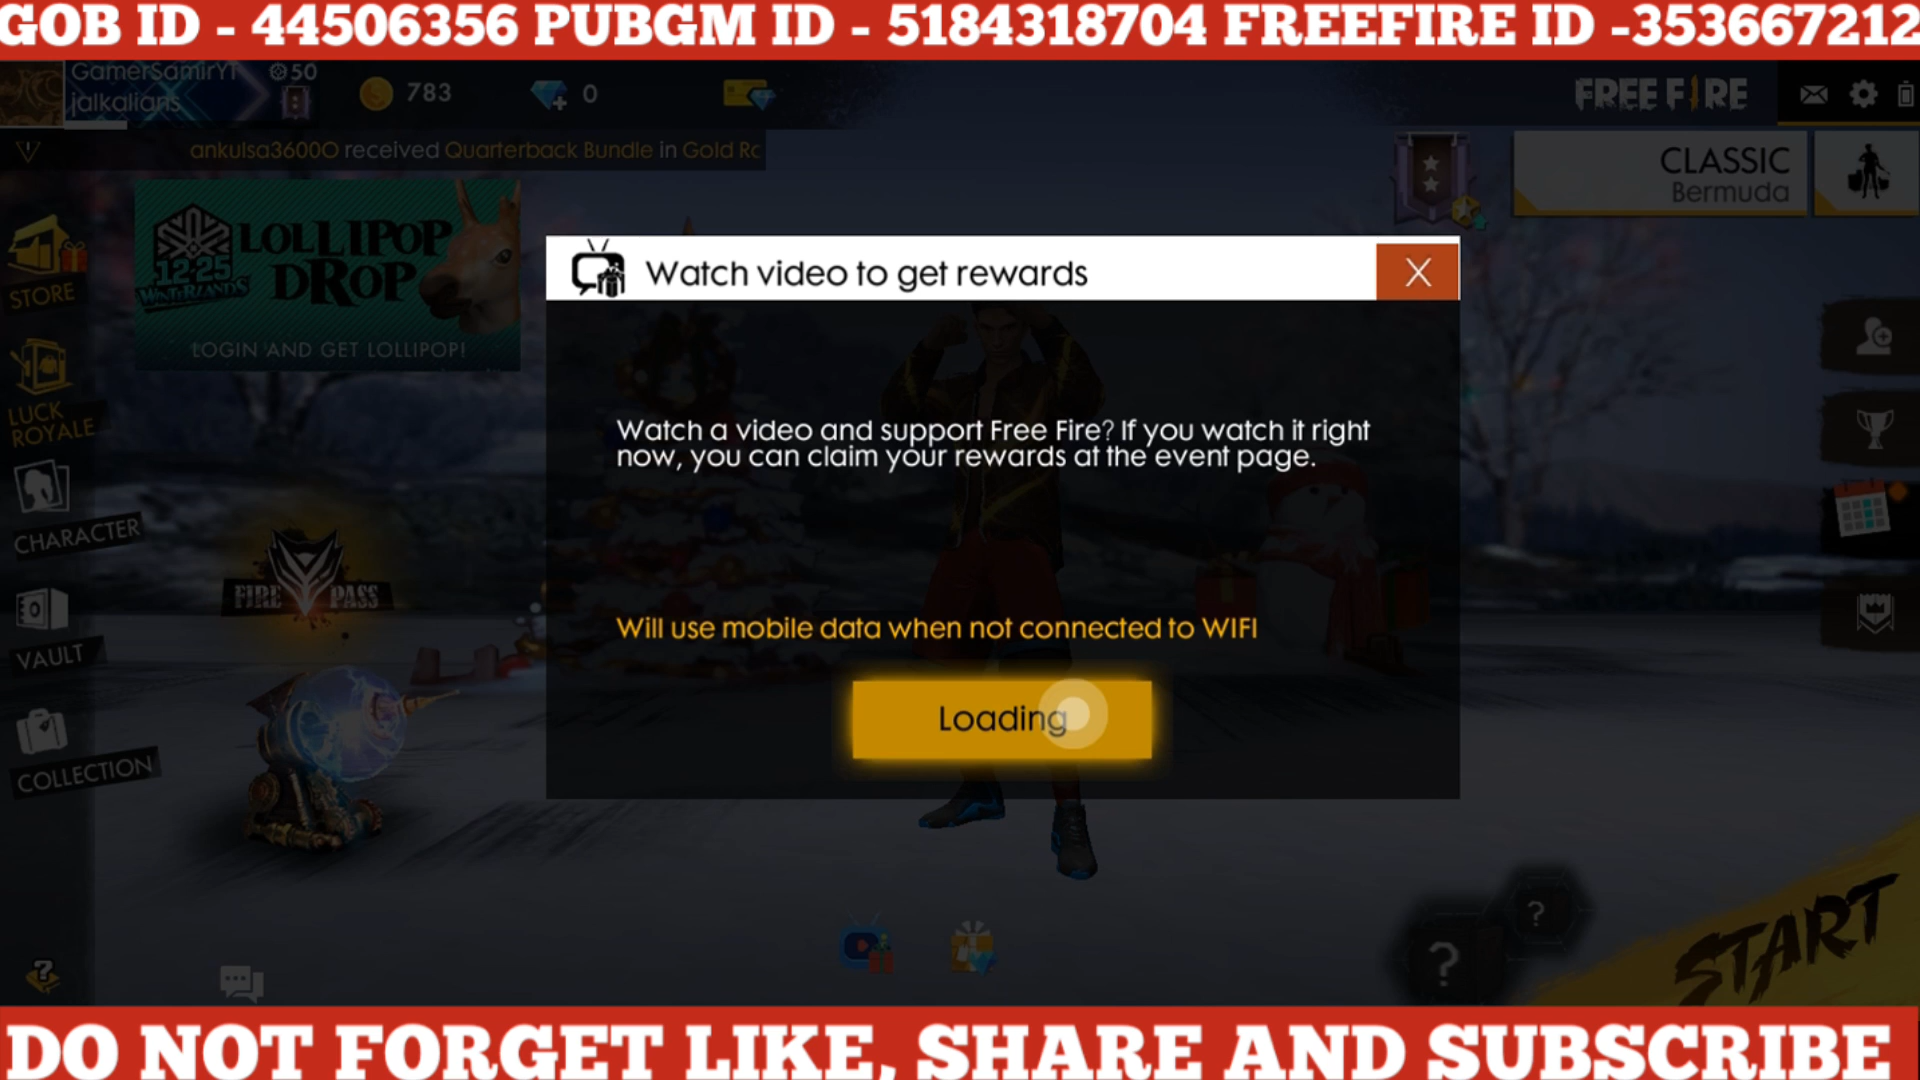 GOB ID - 44506356 PUBGM ID - 5184318704 FREEFIRE ID -353667212
GamerSamirYT
50
783
0
FREE FIRE
jalkalians
ankulsa3600O received Quarterback Bundle in Gold Ro
CLASSIC
Bermuda
LOLLIPOP
DROP
12·25
WINTERLANDS
LOGIN AND GET LOLLIPOP!
STORE
LUCK
ROYALE
CHARACTER
FIRE PASS
VAULT
COLLECTION
Watch video to get rewards
X
Watch a video and support Free Fire? If you watch it right
now, you can claim your rewards at the event page.
Will use mobile data when not connected to WIFI
Loading
?
?
?
START
DO NOT FORGET LIKE, SHARE AND SUBSCRIBE